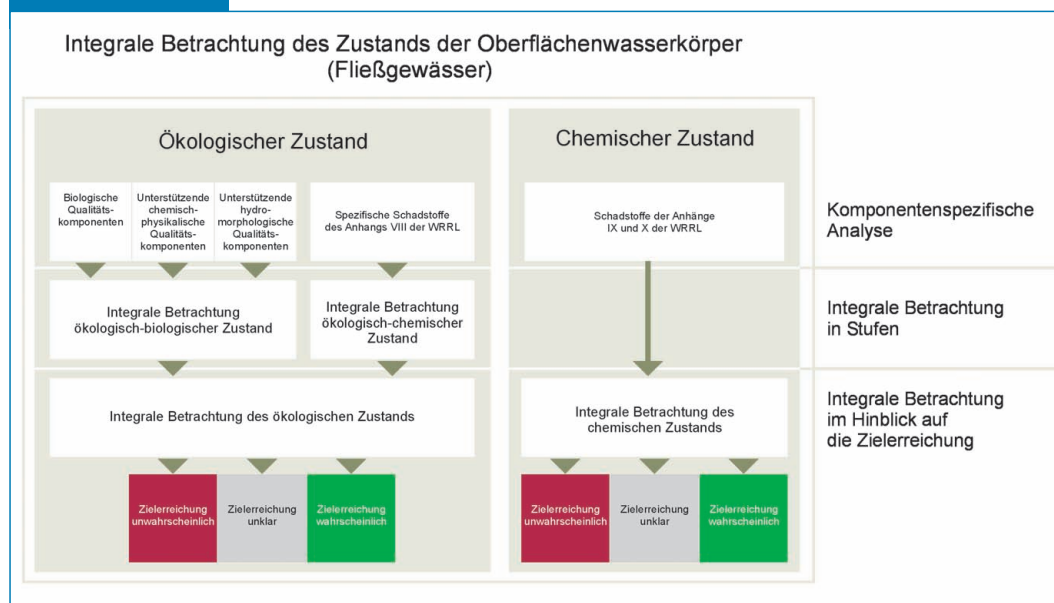 Integrale Betrachtung des Zustands der Oberflächenwasserkörper
(Fließgewässer)
Ökologischer Zustand
Biologische
Qualitäts-
komponenten
Unterstützende
chemisch-
physikalische
Qualitäts-
komponenten
Unterstützende
hydro-
morphologische
Qualitäts-
komponenten
Spezifische Schadstoffe
des Anhangs VIII der WRRL
Chemischer Zustand
Schadstoffe der Anhänge
IX und X der WRRL
Komponentenspezifische
Analyse
Integrale Betrachtung
ökologisch-biologischer Zustand
Integrale Betrachtung
ökologisch-chemischer
Zustand
Integrale Betrachtung
in Stufen
Integrale Betrachtung des ökologischen Zustands
Integrale Betrachtung des
chemischen Zustands
Integrale Betrachtung
im Hinblick auf
die Zielerreichung
Zielerreichung
unwahrscheinlich
Zielerreichung
unklar
Zielerreichung
wahrscheinlich
Zielerreichung
unwahrscheinlich
Zielerreichung
unklar
Zielerreichung
wahrscheinlich